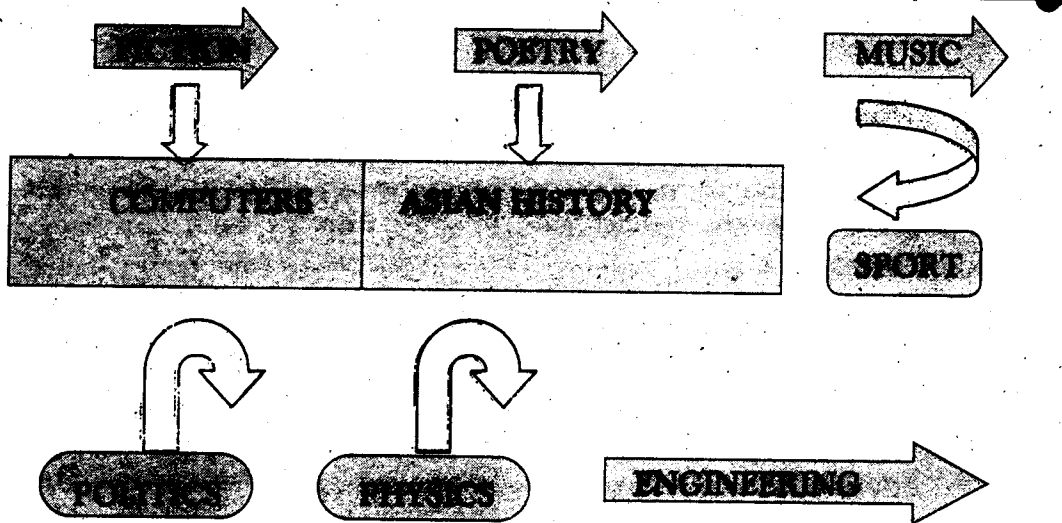 FICTION POETRY MUSIC
COMPUTERS ASIAN HISTORY
SPORT
POLITICS PHYSICS ENGINEERING